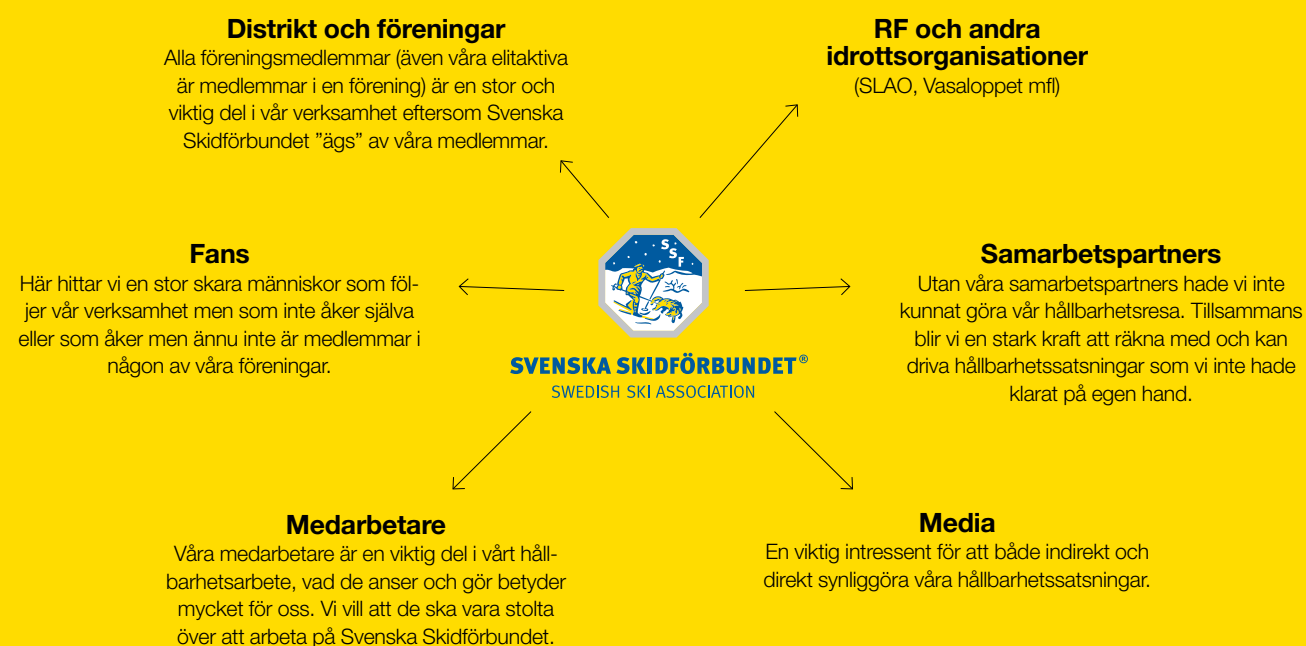 Distrikt och föreningar
Alla föreningsmedlemmar (även våra elitaktiva
är medlemmar i en förening) är en stor och
viktig del i vår verksamhet eftersom Svenska
Skidförbundet ”ägs” av våra medlemmar.
RF och andra
idrottsorganisationer
(SLAO, Vasaloppet mfl)
Fans
Här hittar vi en stor skara människor som föl-
jer vår verksamhet men som inte åker själva
eller som åker men ännu inte är medlemmar i
någon av våra föreningar.
SSF
SVENSKA SKIDFÖRBUNDET®
SWEDISH SKI ASSOCIATION
Samarbetspartners
Utan våra samarbetspartners hade vi inte
kunnat göra vår hållbarhetsresa. Tillsammans
blir vi en stark kraft att räkna med och kan
driva hållbarhetssatsningar som vi inte hade
klarat på egen hand.
Medarbetare
Våra medarbetare är en viktig del i vårt håll-
barhetsarbete, vad de anser och gör betyder
mycket för oss. Vi vill att de ska vara stolta
över att arbeta på Svenska Skidförbundet.
Media
En viktig intressent för att både indirekt och
direkt synliggöra våra hållbarhetssatsningar.